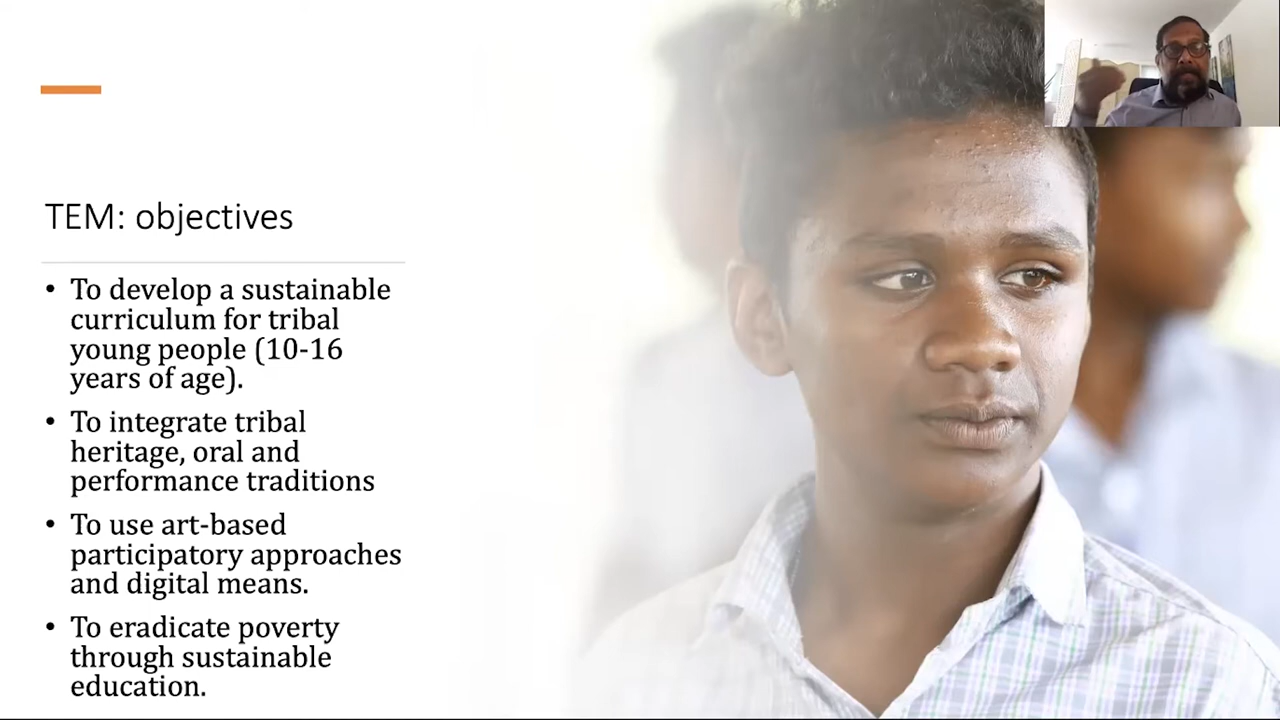 TEM: objectives
• To develop a sustainable
curriculum for tribal
young people (10-16
years of age).
• To integrate tribal
heritage, oral and
performance traditions
• To use art-based
participatory approaches
and digital means.
• To eradicate poverty
through sustainable
education.